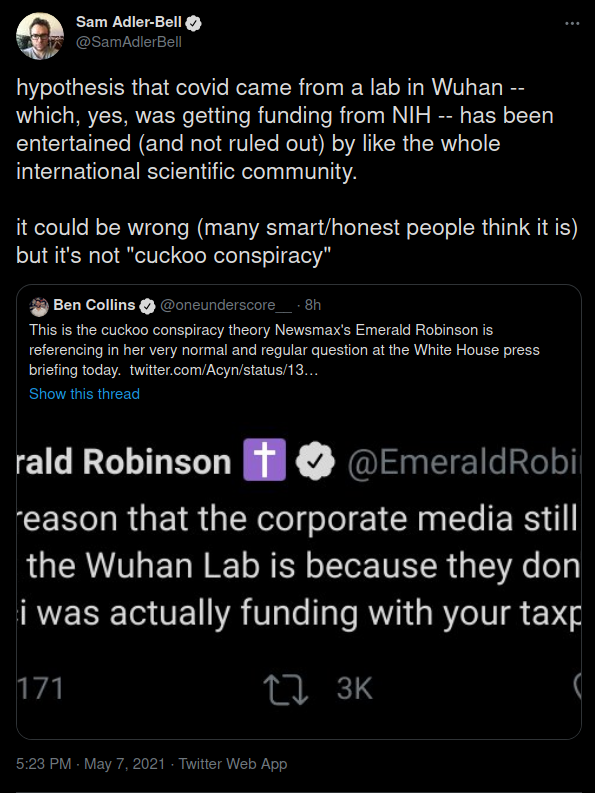 Sam Adler-Bell
@SamAdlerBell
hypothesis that covid came from a lab in Wuhan --
which, yes, was getting funding from NIH -- has been
entertained (and not ruled out) by like the whole
international scientific community.
it could be wrong (many smart/honest people think it is)
but it's not "cuckoo conspiracy"
Ben Collins @oneunderscore__ · 8h
This is the cuckoo conspiracy theory Newsmax's Emerald Robinson is
referencing in her very normal and regular question at the White House press
briefing today. twitter.com/Acyn/status/13…
Show this thread
rald Robinson ✝ @EmeraldRobi
reason that the corporate media still
the Wuhan Lab is because they don
i was actually funding with your taxp
171 3K
5:23 PM · May 7, 2021 · Twitter Web App